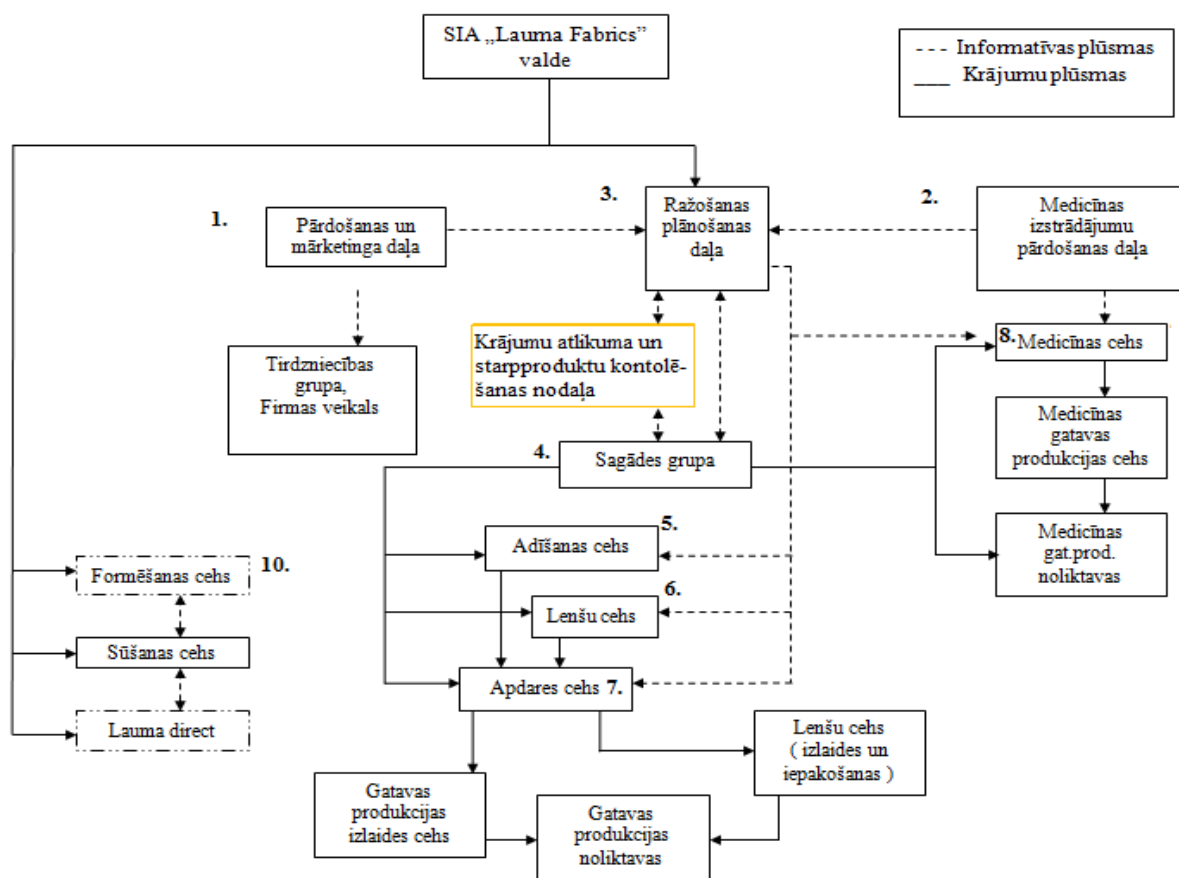 SIA „Lauma Fabrics”
valde
--- Informatīvas plūsmas
___ Krājumu plūsmas
1.
Pārdošanas un
mārketinga daļa
3.
Ražošanas
plānošanas
daļa
2.
Medicīnas
izstrādājumu
pārdošanas daļa
Tirdzniecības
grupa,
Firmas veikals
Krājumu atlikuma un
starpproduktu kontolē-
šanas nodaļa
8.
Medicīnas cehs
Medicīnas
gatavas
produkcijas cehs
4.
Sagādes grupa
Medicīnas
gat.prod.
noliktavas
5.
Adīšanas cehs
10.
Formēšanas cehs
6.
Lenšu cehs
Sūšanas cehs
Apdares cehs 7.
Lauma direct
Lenšu cehs
( izlaides un
iepakošanas )
Gatavas
produkcijas
izlaides cehs
Gatavas
produkcijas
noliktavas